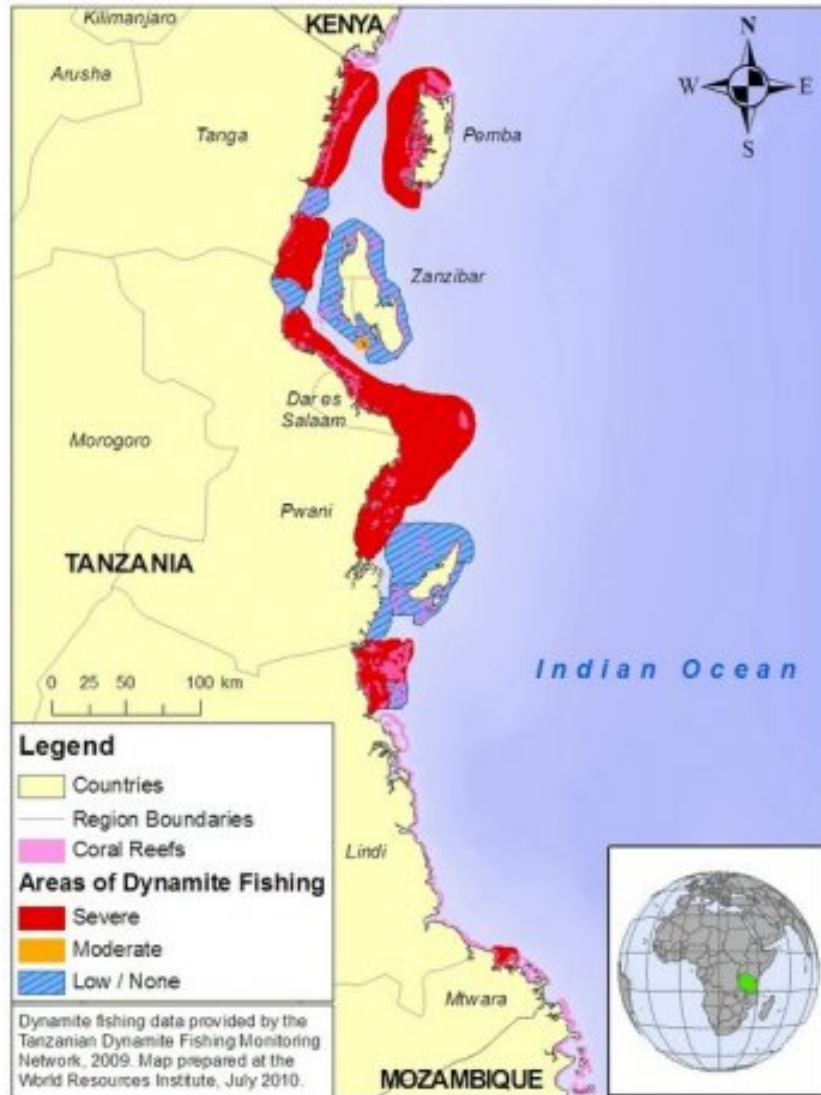 Kilimanjaro
KENYA
N
Arusha
W
E
S
Tanga
Pemba
Zanzibar
Dar es
Salaam
Morogoro
Pwani
TANZANIA
Indian Ocean
0 25 50 100 km
Legend
Countries
Region Boundaries
Coral Reefs
Areas of Dynamite Fishing
Severe
Moderate
Low / None
Lindi
Mtwara
Dynamite fishing data provided by the
Tanzanian Dynamite Fishing Monitoring
Network, 2009. Map prepared at the
World Resources Institute, July 2010.
MOZAMBIQUE